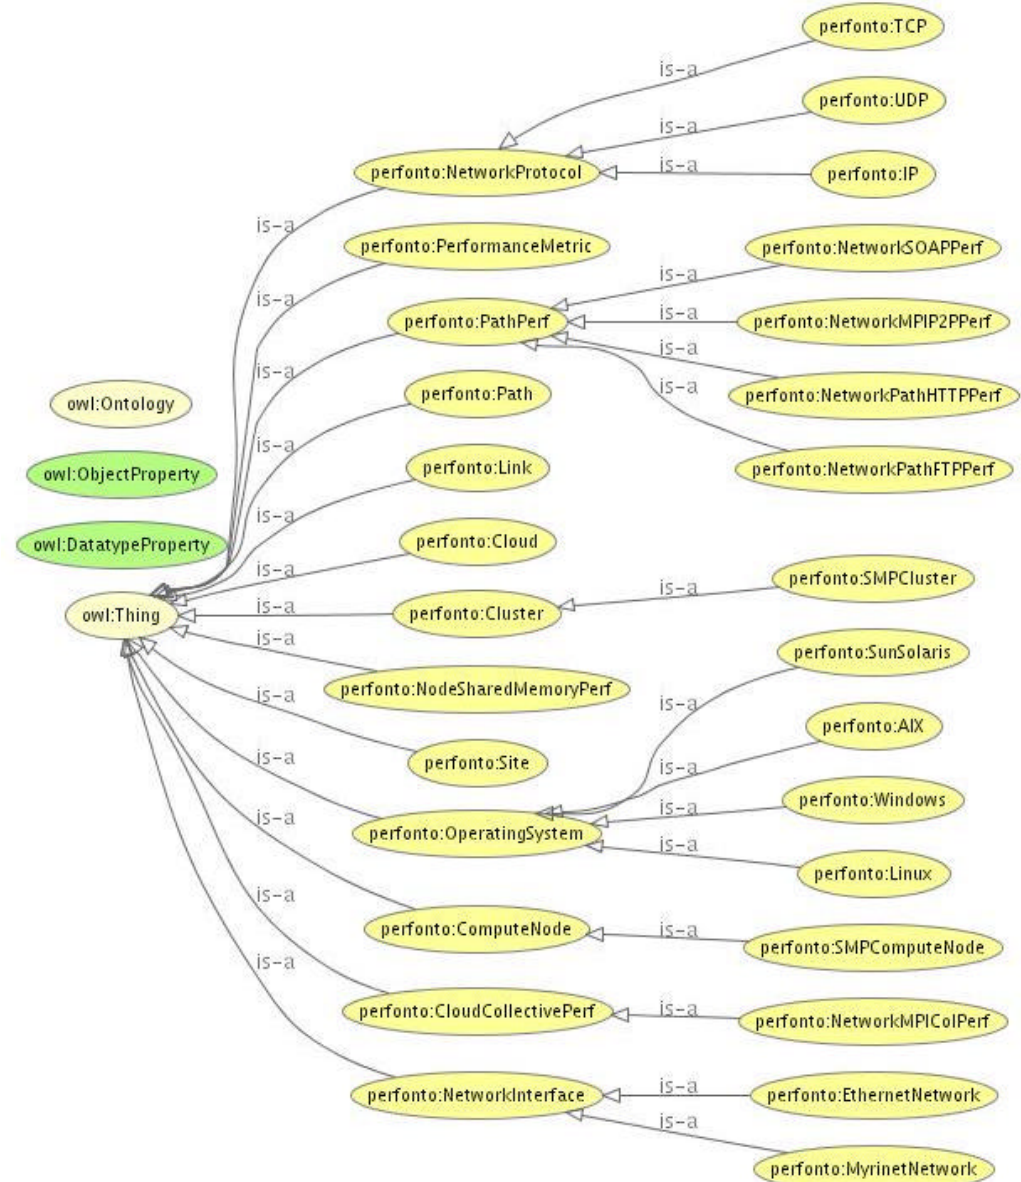 perfonto:TCP
is-a
perfonto:UDP
is-a
perfonto:NetworkProtocol
is-a
perfonto:IP
is-a
perfonto:PerformanceMetric
perfonto:NetworkSOAPPerf
is-a
is-a
perfonto:PathPerf
is-a
perfonto:NetworkMPIP2PPerf
is-a
is-a
perfonto:Path
is-a
perfonto:NetworkPathHTTPPerf
owl:Ontology
is-a
perfonto:Link
perfonto:NetworkPathFTPPerf
owl:ObjectProperty
is-a
perfonto:Cloud
owl:DatatypeProperty
is-a
perfonto:SMPCluster
is-a
owl:Thing
is-a
perfonto:Cluster
is-a
perfonto:SunSolaris
perfonto:NodeSharedMemoryPerf
is-a
is-a
perfonto:AIX
perfonto:Site
is-a
is-a
perfonto:Windows
is-a
is-a
perfonto:OperatingSystem
is-a
perfonto:Linux
is-a
perfonto:ComputeNode
is-a
perfonto:SMPComputeNode
is-a
perfonto:CloudCollectivePerf
is-a
perfonto:NetworkMPIColPerf
perfonto:NetworkInterface
is-a
perfonto:EthernetNetwork
is-a
perfonto:MyrinetNetwork